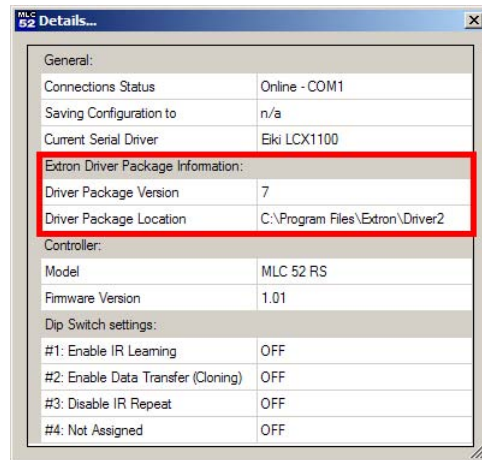 MLC 52 Details...
General:
Connections Status Online - COM1
Saving Configuration to n/a
Current Serial Driver Eiki LCX1100
Extron Driver Package Information:
Driver Package Version 7
Driver Package Location C:\Program Files\Extron\Driver2
Controller:
Model MLC 52 RS
Firmware Version 1.01
Dip Switch settings:
#1: Enable IR Learning OFF
#2: Enable Data Transfer (Cloning) OFF
#3: Disable IR Repeat OFF
#4: Not Assigned OFF